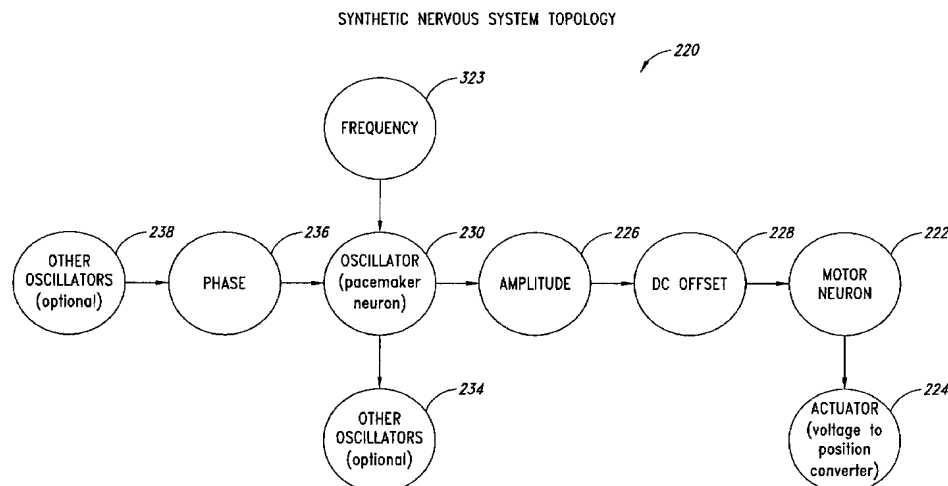 SYNTHETIC NERVOUS SYSTEM TOPOLOGY
220
323
FREQUENCY
238
OTHER
OSCILLATORS
(optional)
236
PHASE
230
OSCILLATOR
(pacemaker
neuron)
226
AMPLITUDE
228
DC OFFSET
222
MOTOR
NEURON
234
OTHER
OSCILLATORS
(optional)
224
ACTUATOR
(voltage to
position
converter)